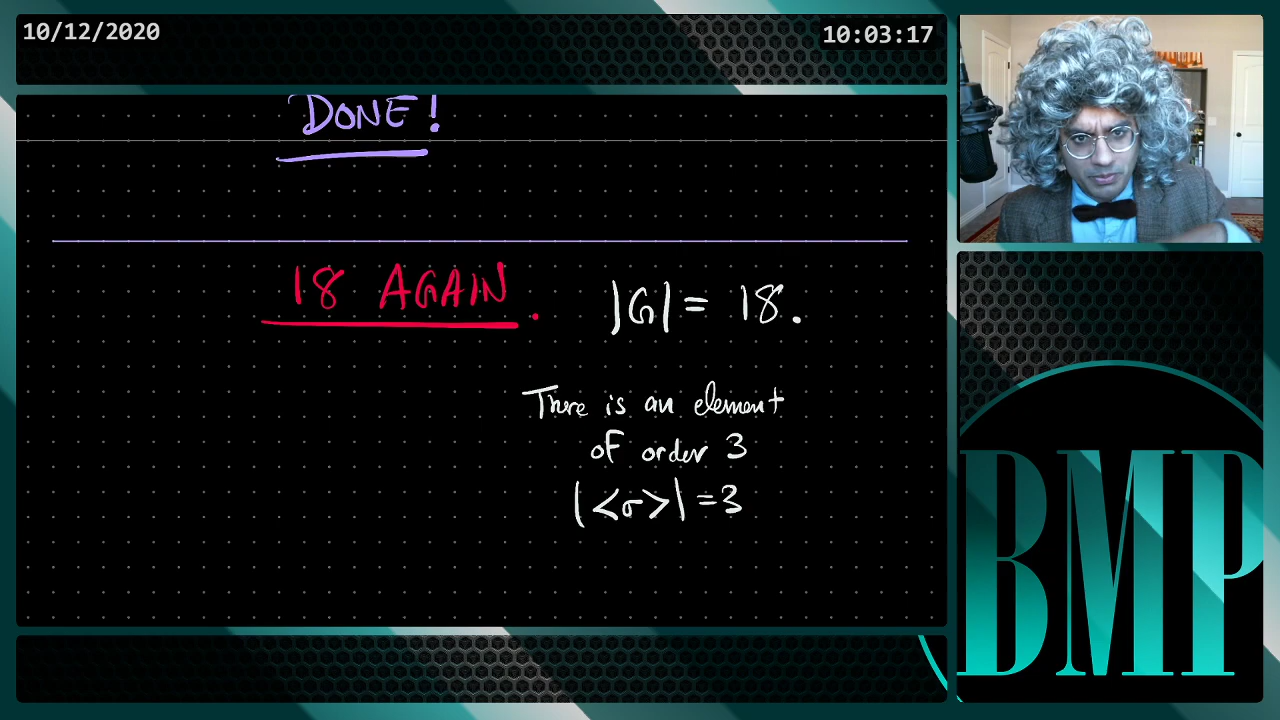 10/12/2020
10:03:17
DONE!
18 AGAIN.
|G| = 18.
There is an element
of order 3
|<σ>| = 3
BMP